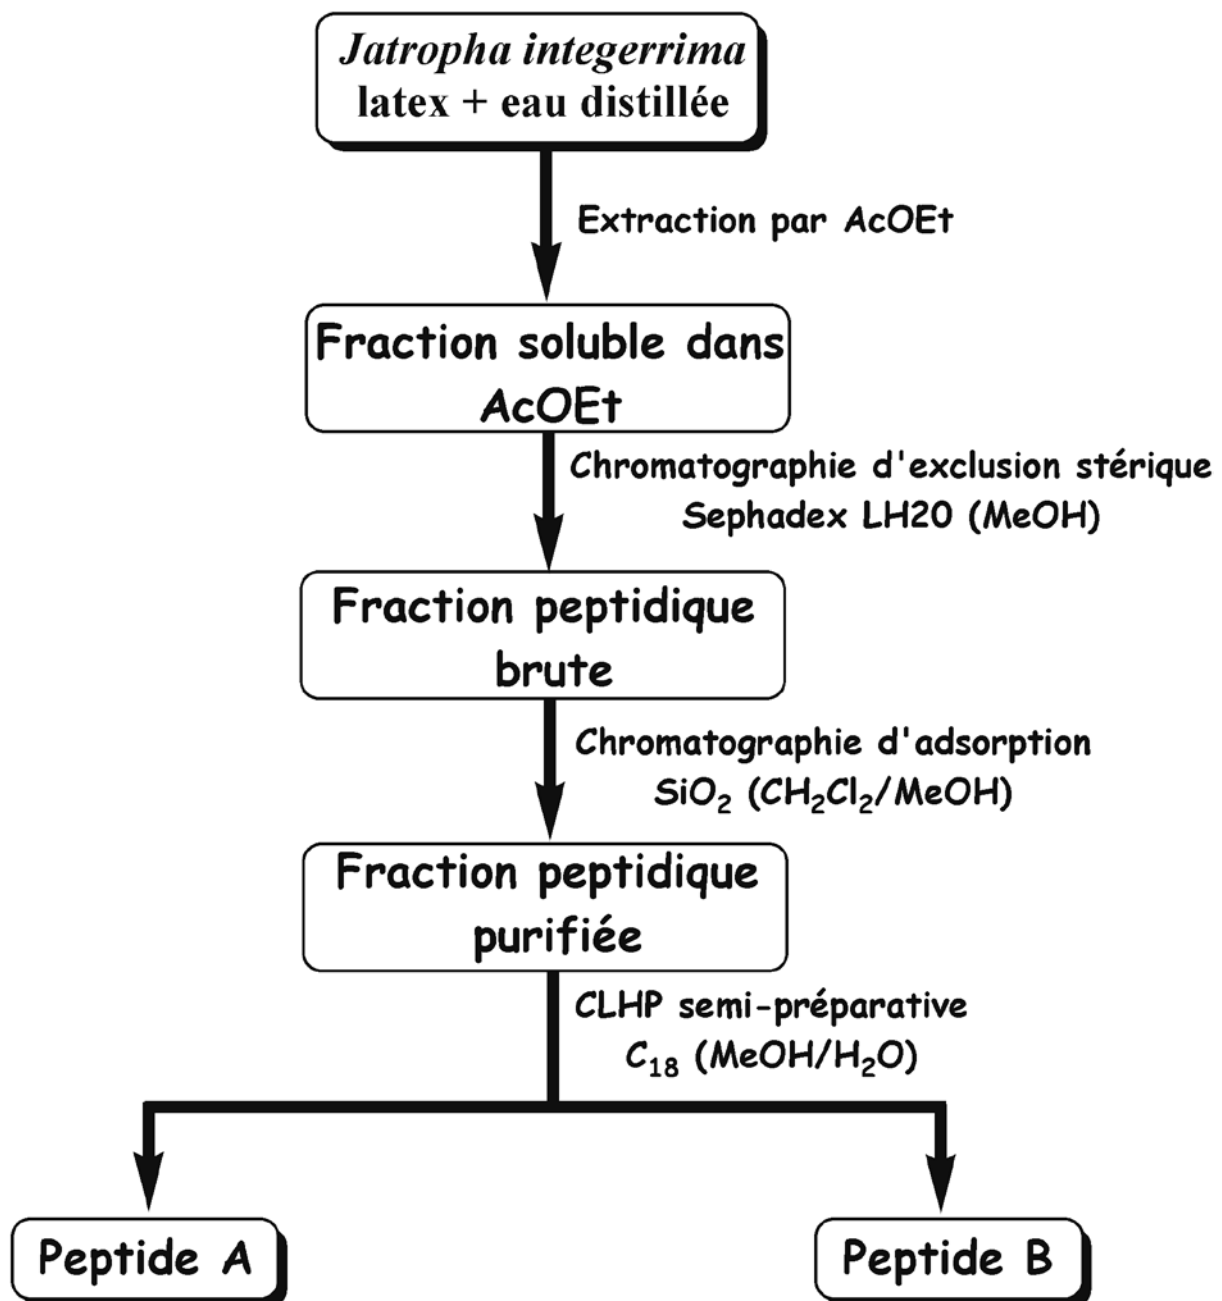 Jatropha integerrima
latex + eau distillée
Extraction par AcOEt
Fraction soluble dans
AcOEt
Chromatographie d'exclusion stérique
Sephadex LH20 (MeOH)
Fraction peptidique
brute
Chromatographie d'adsorption
SiO₂ (CH₂Cl₂/MeOH)
Fraction peptidique
purifiée
CLHP semi-préparative
C₁₈ (MeOH/H₂O)
Peptide A
Peptide B